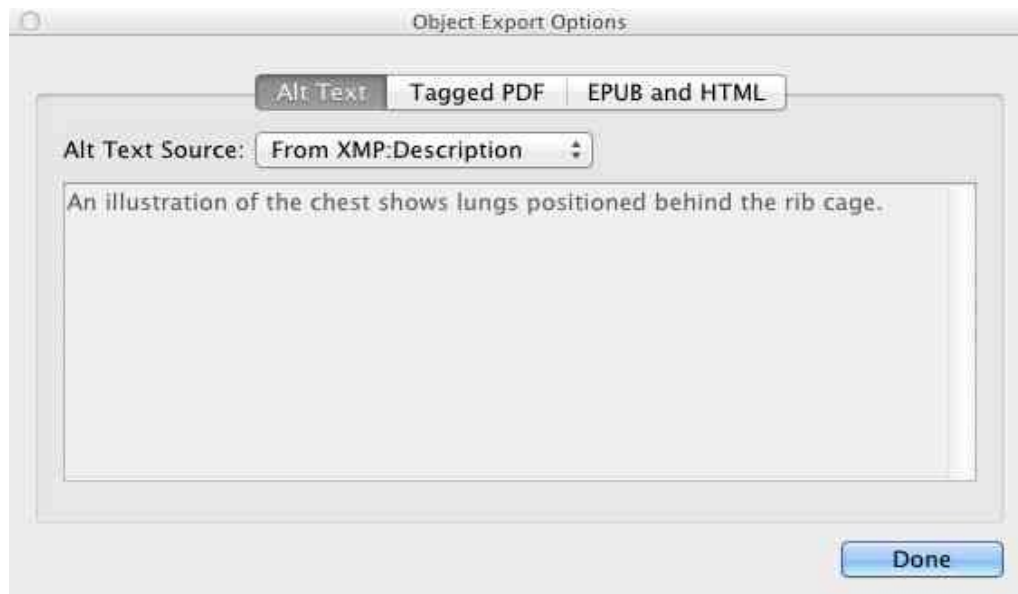 Object Export Options
Alt Text Tagged PDF EPUB and HTML
Alt Text Source: From XMP:Description
An illustration of the chest shows lungs positioned behind the rib cage.
Done